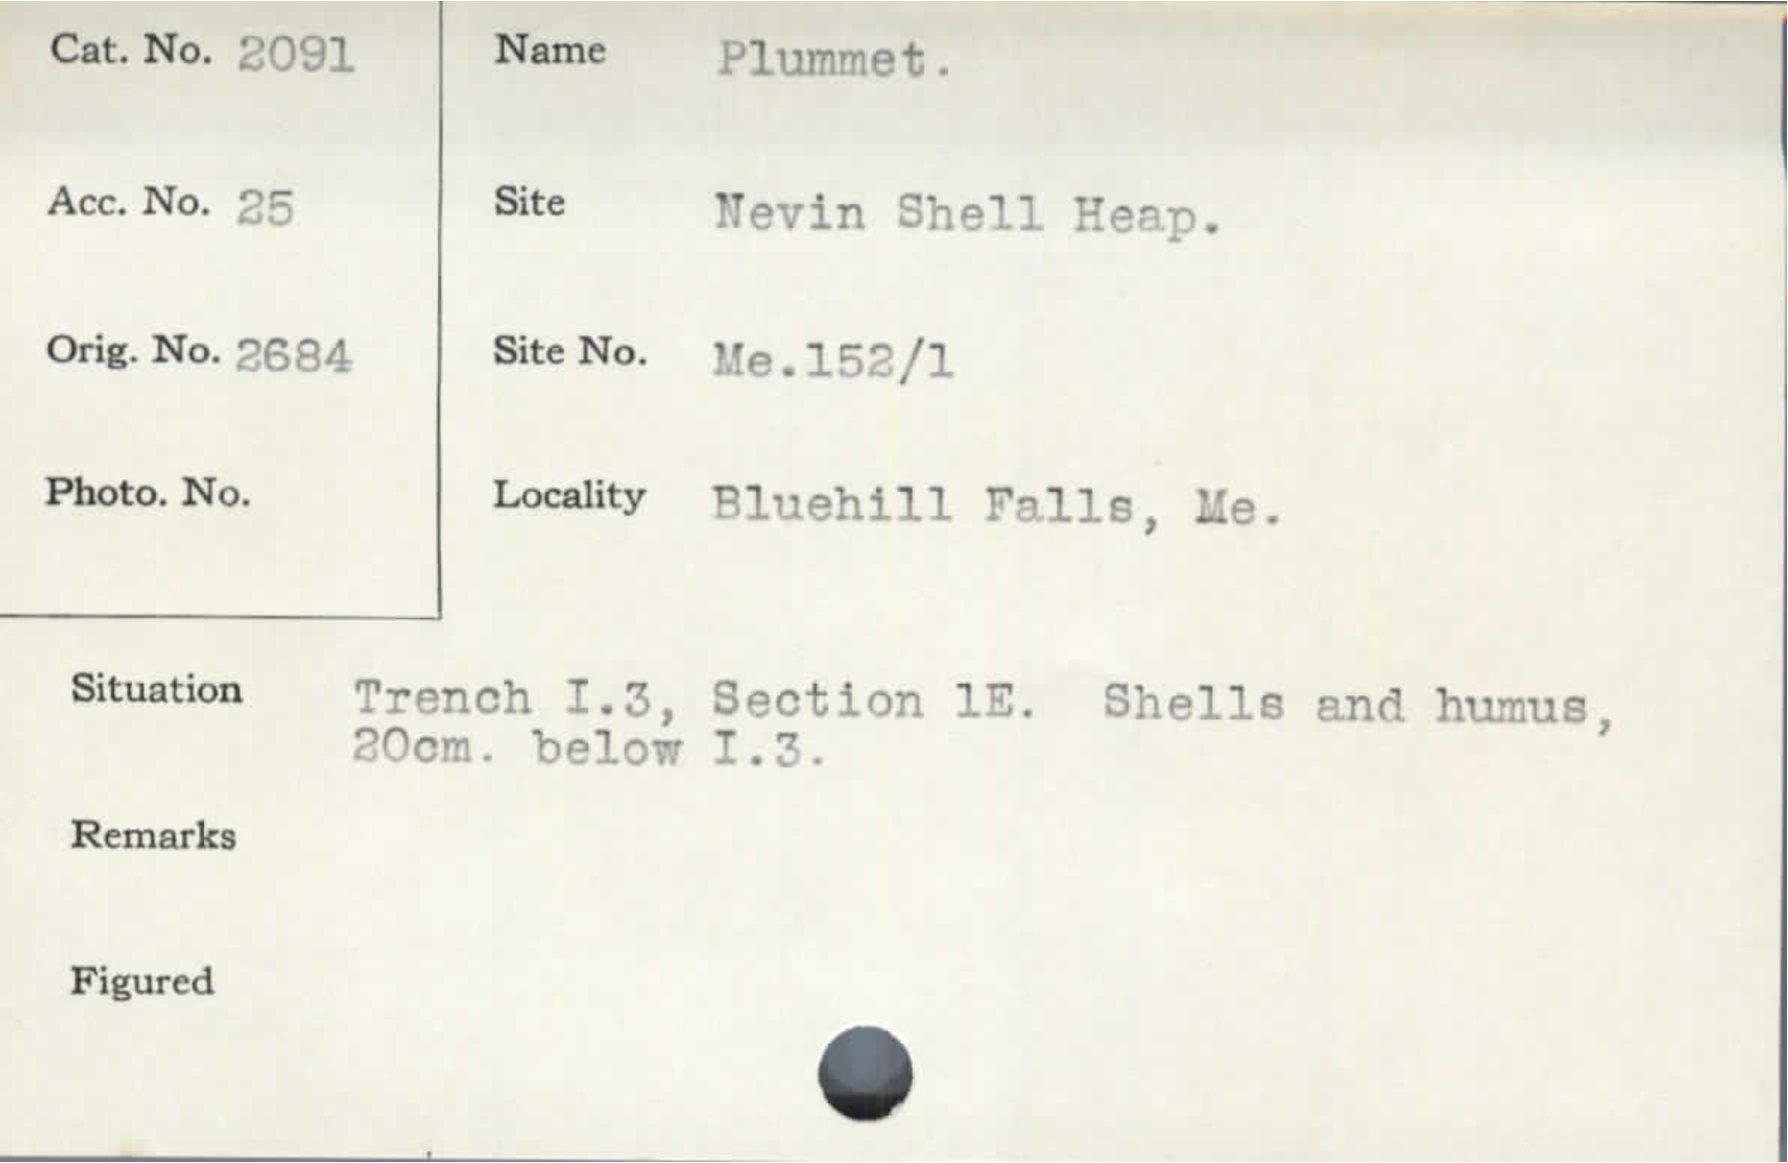 Cat. No. 2091
Name Plummet.
Acc. No. 25
Site Nevin Shell Heap.
Orig. No. 2684
Site No. Me.152/1
Photo. No.
Locality Bluehill Falls, Me.
Situation Trench I.3, Section 1E. Shells and humus,
20cm. below I.3.
Remarks
Figured